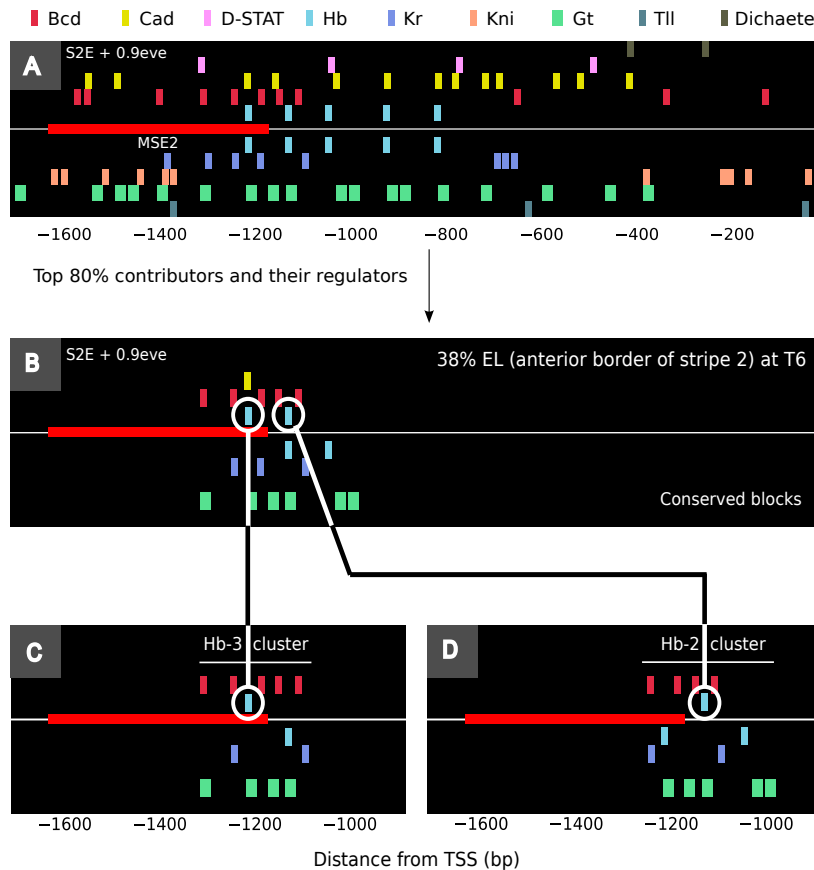 Bcd Cad D-STAT Hb Kr Kni Gt Tll Dichaete
A S2E + 0.9eve
MSE2
−1600 −1400 −1200 −1000 −800 −600 −400 −200
Top 80% contributors and their regulators
B S2E + 0.9eve
38% EL (anterior border of stripe 2) at T6
Conserved blocks
C Hb-3 cluster
D Hb-2 cluster
−1600 −1400 −1200 −1000
−1600 −1400 −1200 −1000
Distance from TSS (bp)